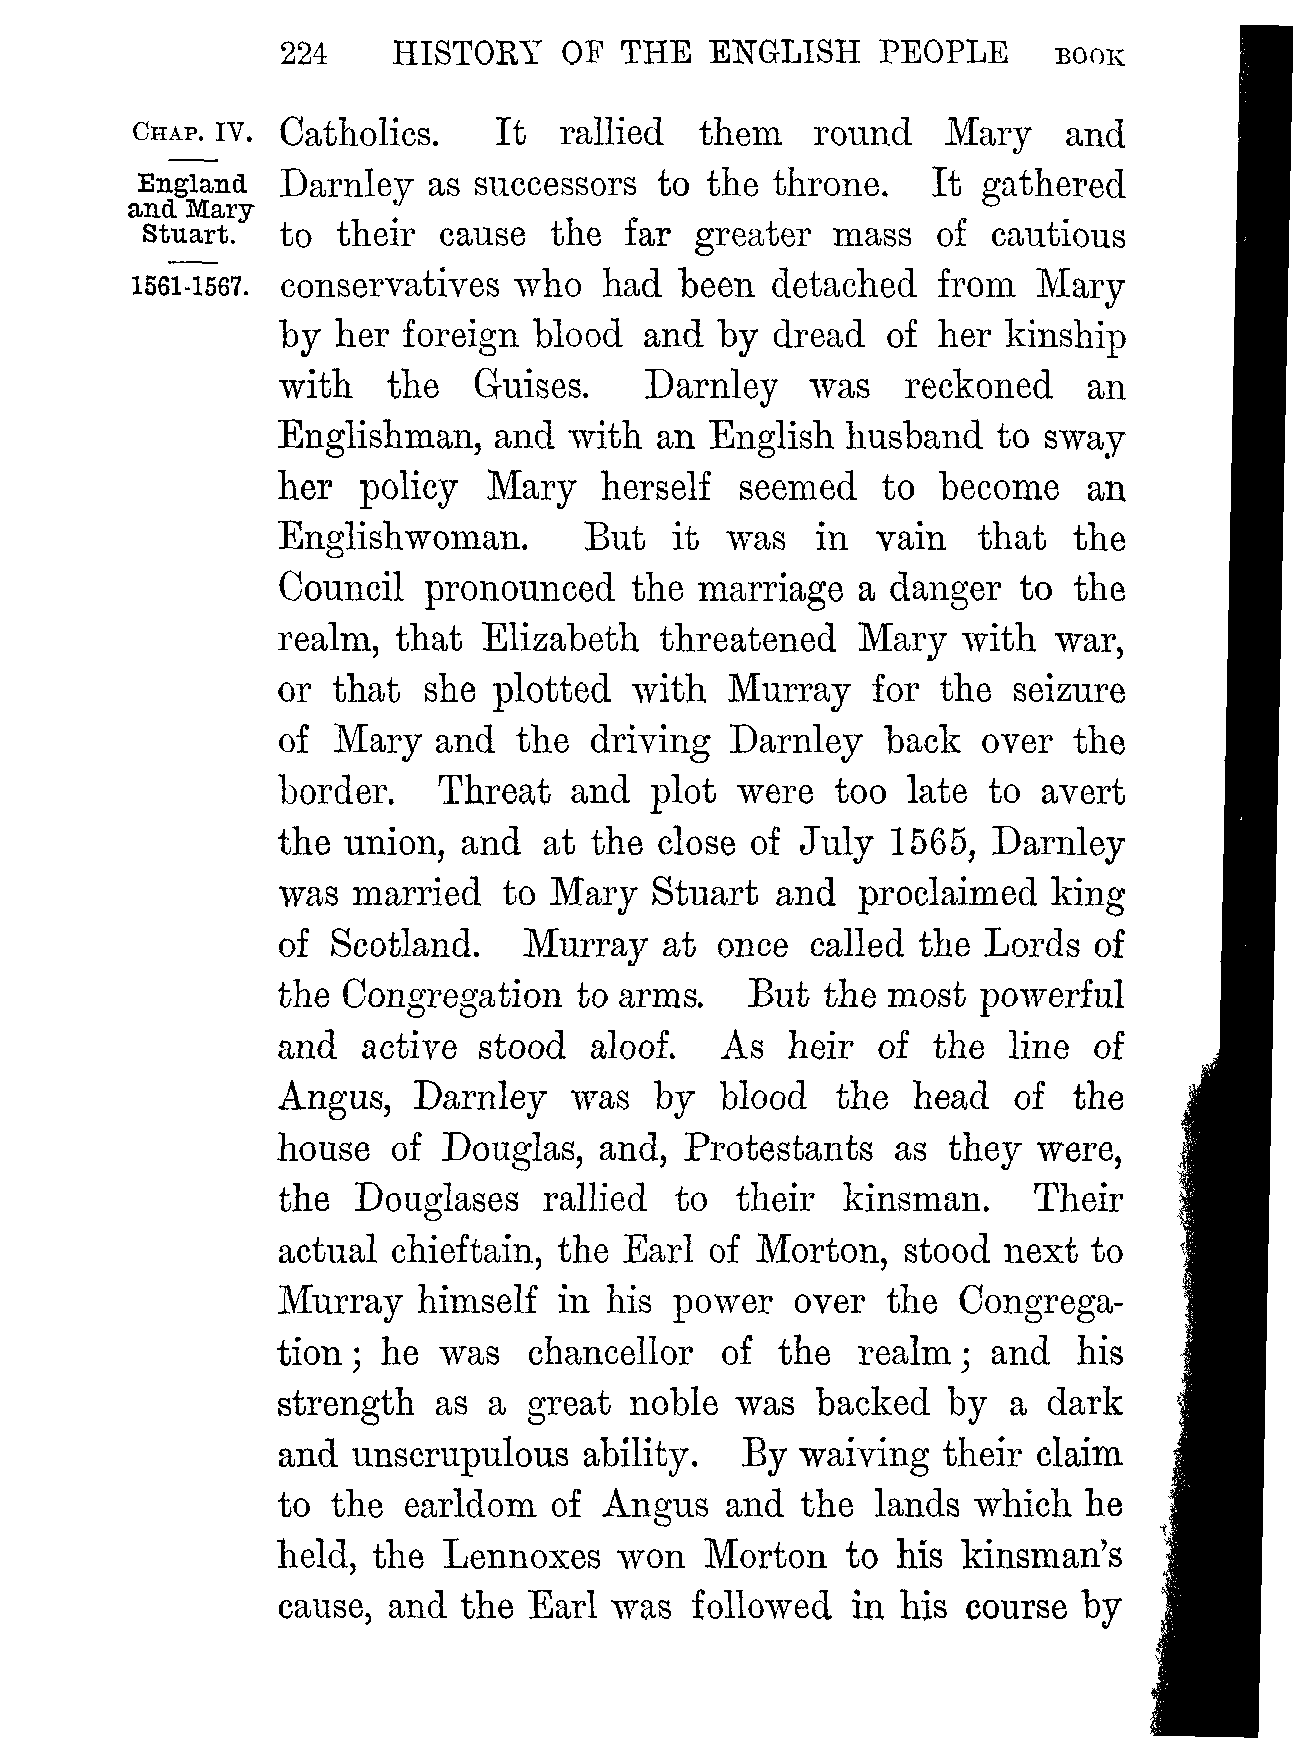 224 HISTORY OF THE ENGLISH PEOPLE BOOK
CHAP. IV.
England
and Mary
Stuart.
1561-1567.
Catholics. It rallied them round Mary and
Darnley as successors to the throne. It gathered
to their cause the far greater mass of cautious
conservatives who had been detached from Mary
by her foreign blood and by dread of her kinship
with the Guises. Darnley was reckoned an
Englishman, and with an English husband to sway
her policy Mary herself seemed to become an
Englishwoman. But it was in vain that the
Council pronounced the marriage a danger to the
realm, that Elizabeth threatened Mary with war,
or that she plotted with Murray for the seizure
of Mary and the driving Darnley back over the
border. Threat and plot were too late to avert
the union, and at the close of July 1565, Darnley
was married to Mary Stuart and proclaimed king
of Scotland. Murray at once called the Lords of
the Congregation to arms. But the most powerful
and active stood aloof. As heir of the line of
Angus, Darnley was by blood the head of the
house of Douglas, and, Protestants as they were,
the Douglases rallied to their kinsman. Their
actual chieftain, the Earl of Morton, stood next to
Murray himself in his power over the Congrega-
tion; he was chancellor of the realm; and his
strength as a great noble was backed by a dark
and unscrupulous ability. By waiving their claim
to the earldom of Angus and the lands which he
held, the Lennoxes won Morton to his kinsman's
cause, and the Earl was followed in his course by